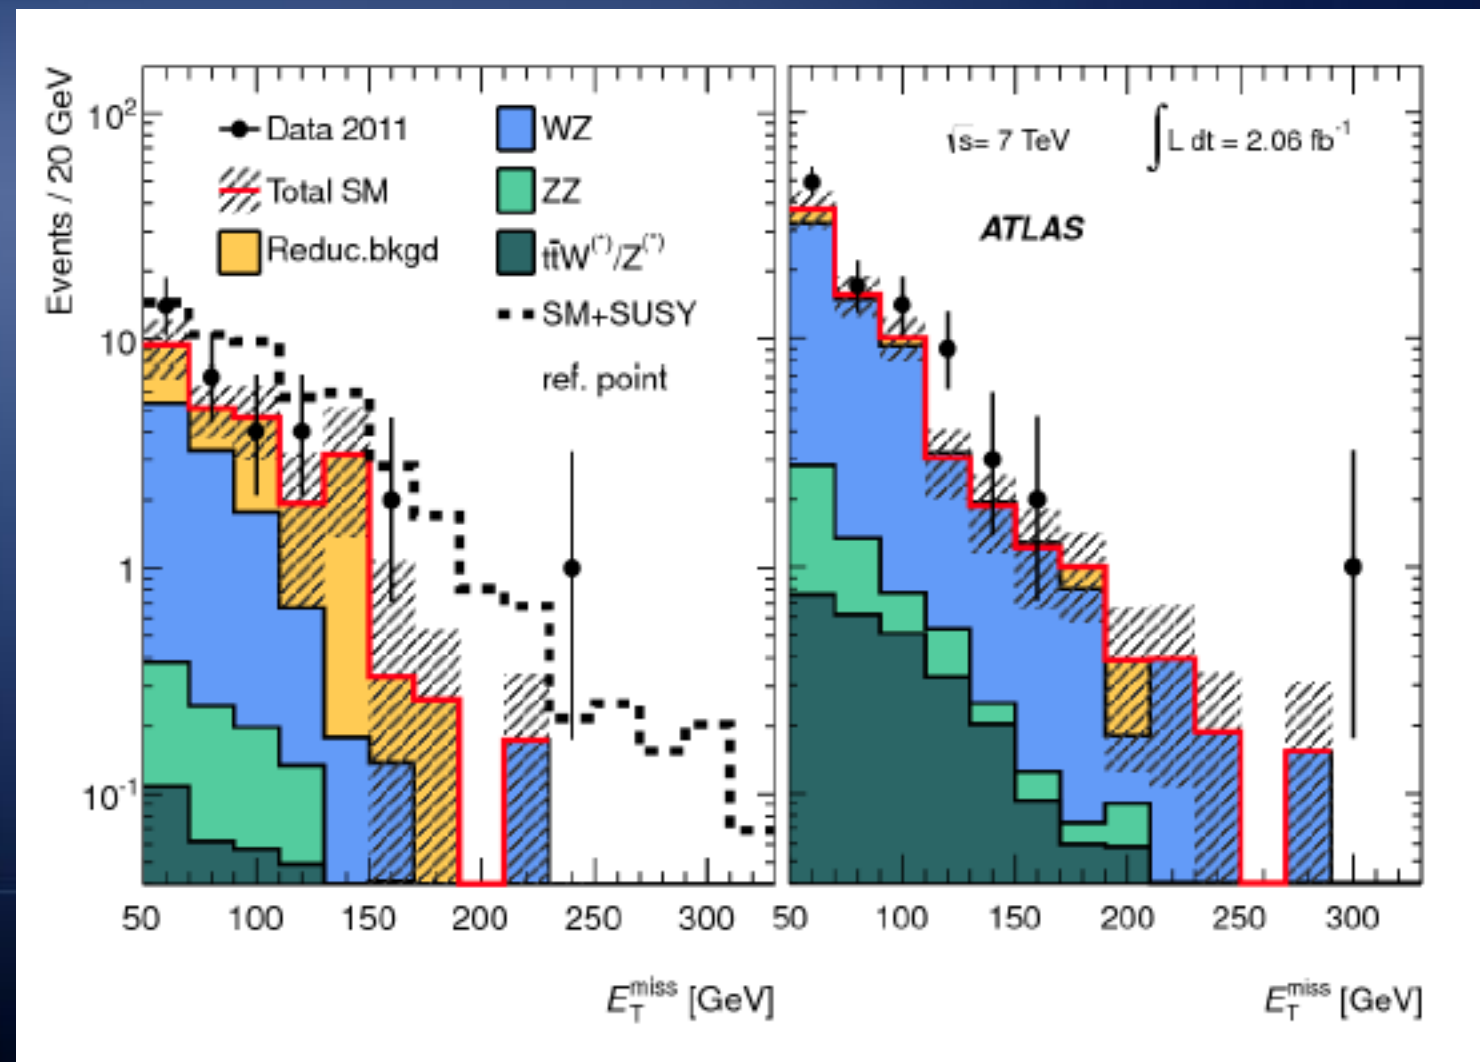 Events / 20 GeV
10²
10
1
10⁻¹
Data 2011
Total SM
Reduc.bkgd
WZ
ZZ
tt̄W⁽*⁾/Z⁽*⁾
SM+SUSY
ref. point
50 100 150 200 250 300
E_T^miss [GeV]
√s= 7 TeV
∫L dt = 2.06 fb⁻¹
ATLAS
50 100 150 200 250 300
E_T^miss [GeV]